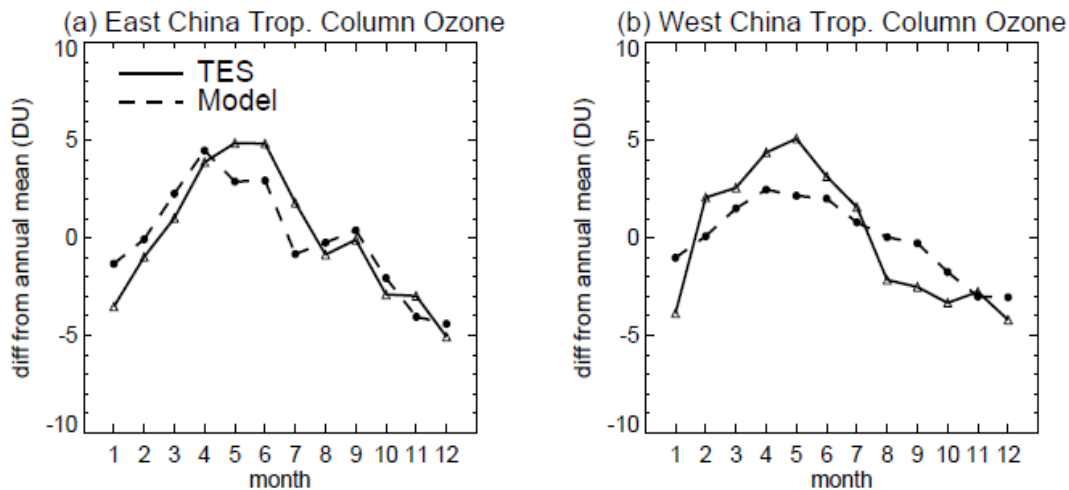 (a) East China Trop. Column Ozone
10
5
0
-5
-10
diff from annual mean (DU)
TES
Model
1 2 3 4 5 6 7 8 9 10 11 12
month
(b) West China Trop. Column Ozone
10
5
0
-5
-10
diff from annual mean (DU)
1 2 3 4 5 6 7 8 9 10 11 12
month